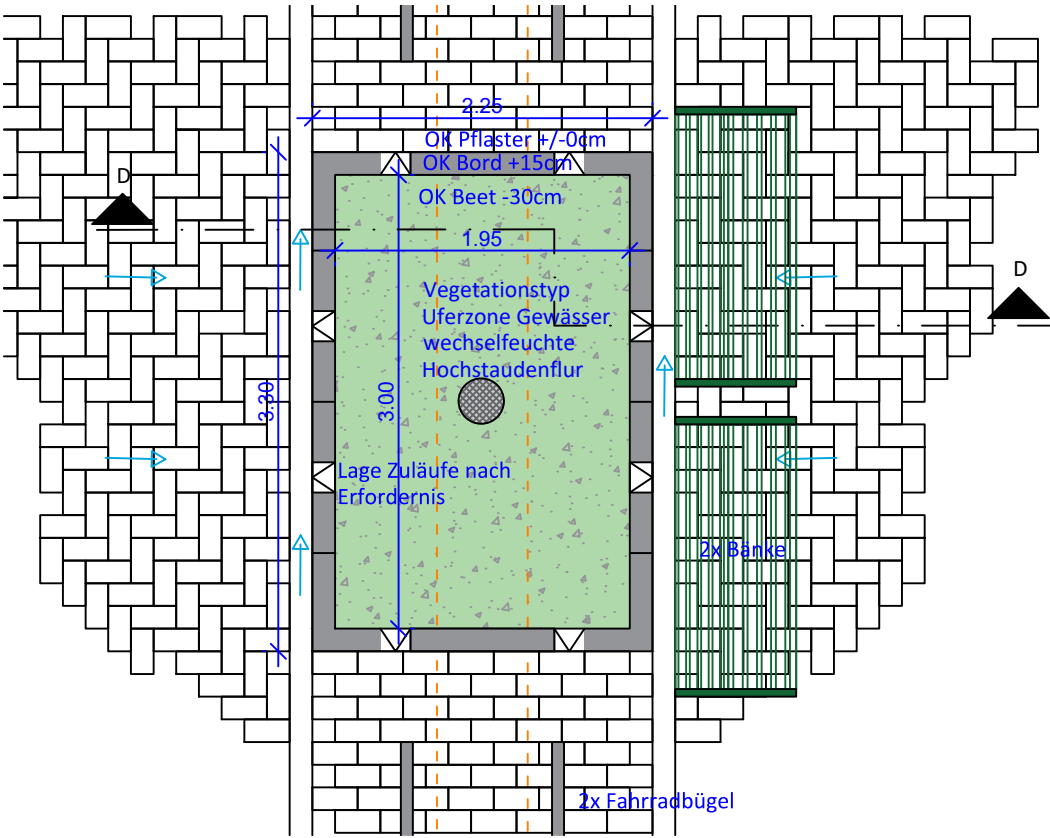 2.25
OK Pflaster +/-0cm
OK Bord +15cm
D
OK Beet -30cm
1.95
D
Vegetationstyp
Uferzone Gewässer
wechselfeuchte
Hochstaudenflur
3.30
3.00
Lage Zuläufe nach
Erfordernis
2x Bänke
2x Fahrradbügel